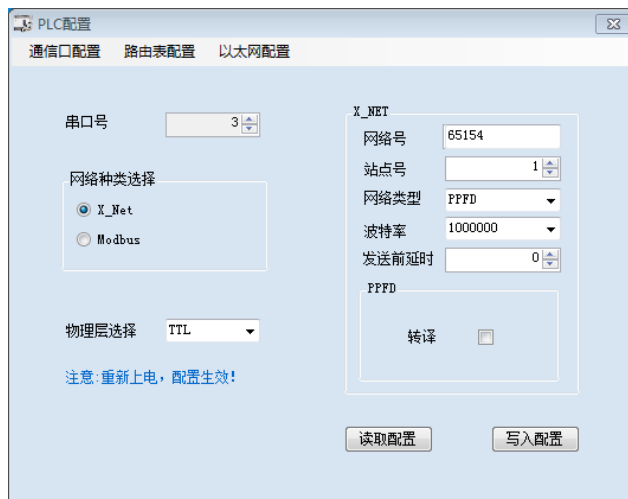 PLC配置
通信口配置 路由表配置 以太网配置
串口号 3
网络种类选择
X_Net
Modbus
物理层选择 TTL
注意:重新上电，配置生效!
X_NET
网络号 65154
站点号 1
网络类型 PPFD
波特率 1000000
发送前延时 0
PPFD
转译
读取配置 写入配置